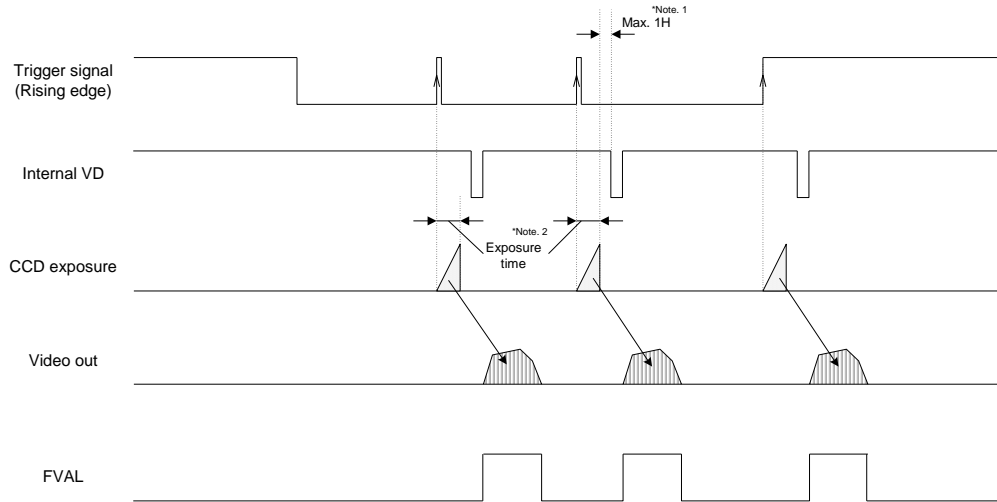 *Note. 1
Max. 1H
Trigger signal
(Rising edge)
Internal VD
*Note. 2
Exposure
time
CCD exposure
Video out
FVAL